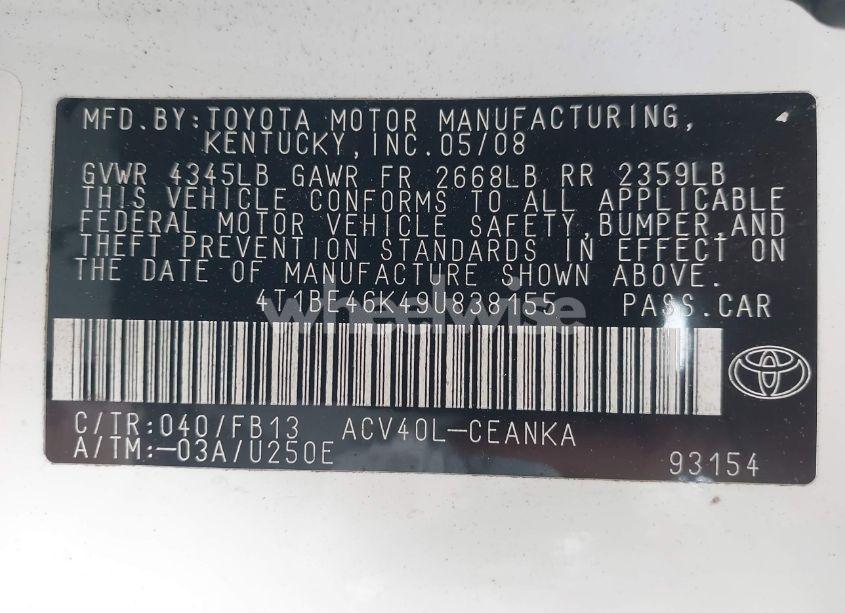 MFD.BY:TOYOTA MOTOR MANUFACTURING,
KENTUCKY,INC.05/08
GVWR 4345LB GAWR FR 2668LB RR 2359LB
THIS VEHICLE CONFORMS TO ALL APPLICABLE
FEDERAL MOTOR VEHICLE SAFETY,BUMPER,AND
THEFT PREVENTION STANDARDS IN EFFECT ON
THE DATE OF MANUFACTURE SHOWN ABOVE.
4T1BE46K49U838155 PASS.CAR
wheelwise
C/TR:040/FB13 ACV40L-CEANKA
A/TM:-03A/U250E 93154